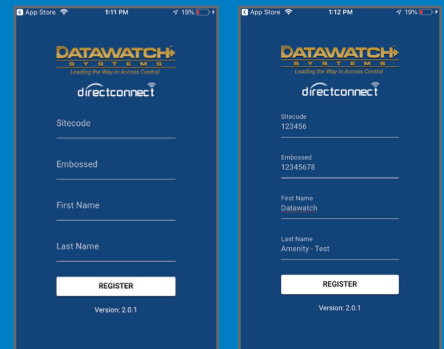 App Store 1:11 PM 19%
DATAWATCH
SYSTEMS
Leading the Way in Access Control
directconnect
Sitecode
Embossed
First Name
Last Name
REGISTER
Version: 2.0.1
App Store 1:12 PM 19%
DATAWATCH
SYSTEMS
Leading the Way in Access Control
directconnect
Sitecode
123456
Embossed
12345678
First Name
Datawatch
Last Name
Amenity - Test
REGISTER
Version: 2.0.1